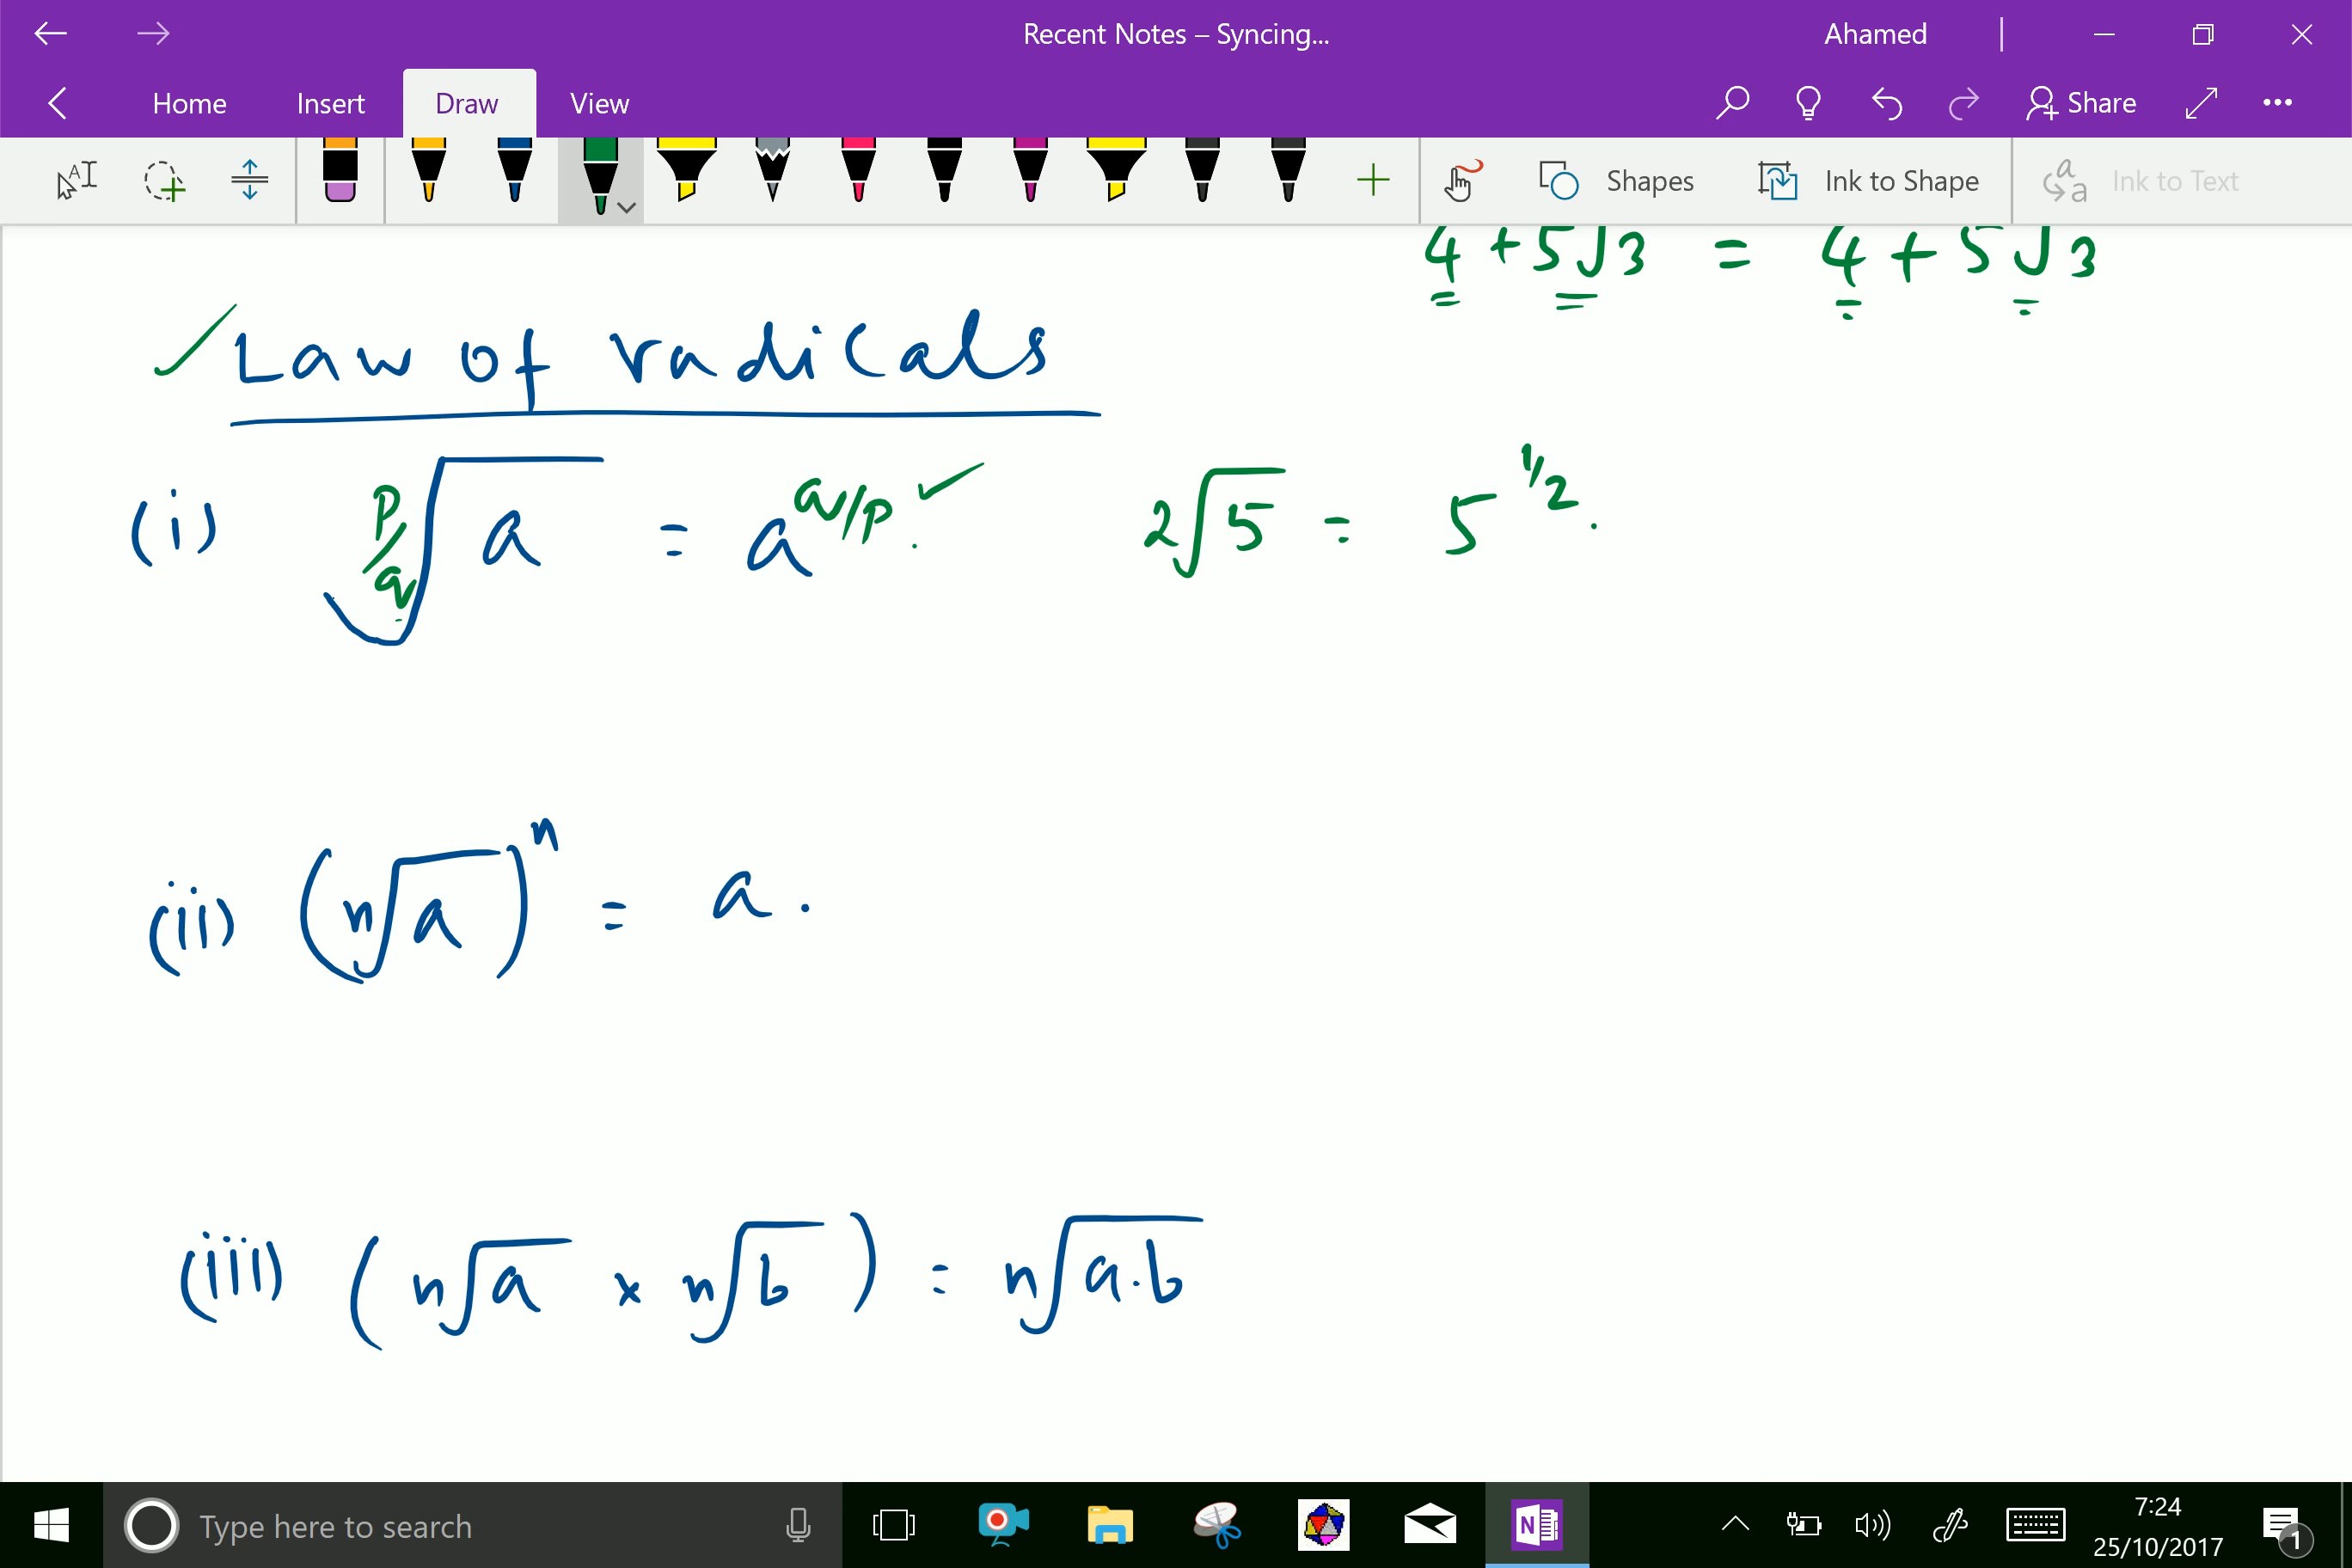 Recent Notes – Syncing...
Ahamed
Home Insert Draw View
Share
Shapes Ink to Shape Ink to Text
4 + 5√3 = 4 + 5√3
Law of radicals
(i) p/q√a = a^q/p. 2√5 = 5^1/2.
(ii) (n√a)^n = a.
(iii) (n√a × n√b) = n√a.b
Type here to search
7:24
25/10/2017
1